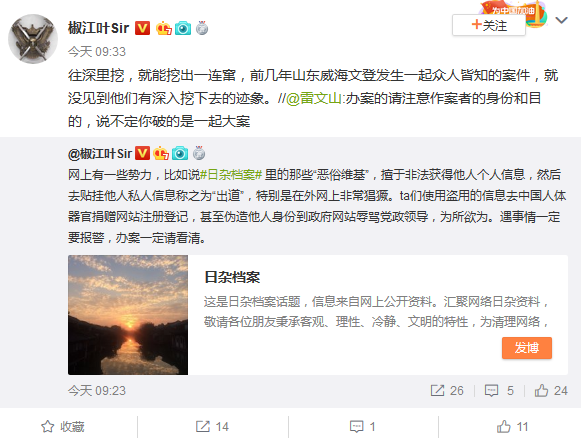 椒江叶Sir
为中国加油
+关注
今天 09:33
往深里挖，就能挖出一连窜，前几年山东威海文登发生一起众人皆知的案件，就
没见到他们有深入挖下去的迹象。//@雷文山:办案的请注意作案者的身份和目
的，说不定你破的是一起大案
@椒江叶Sir
网上有一些势力，比如说#日杂档案# 里的那些“恶俗维基”，擅于非法获得他人个人信息，然后
去贴挂他人私人信息称之为“出道”，特别是在外网上非常猖獗。ta们使用盗用的信息去中国人体
器官捐赠网站注册登记，甚至伪造他人身份到政府网站辱骂党政领导，为所欲为。遇事情一定
要报警，办案一定请看清。
日杂档案
这是日杂档案话题，信息来自网上公开资料。汇聚网络日杂资料，
敬请各位朋友秉承客观、理性、冷静、文明的特性，为清理网络，
发博
今天 09:23
26
5
24
收藏
14
1
11